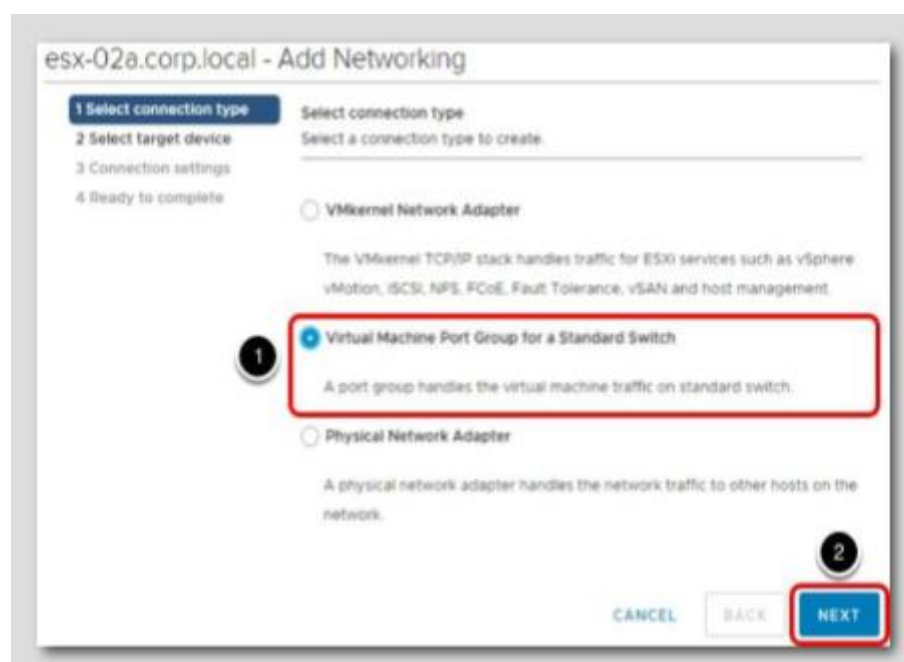 esx-02a.corp.local - Add Networking
1 Select connection type
2 Select target device
3 Connection settings
4 Ready to complete
Select connection type
Select a connection type to create.
VMkernel Network Adapter
The VMkernel TCP/IP stack handles traffic for ESXi services such as vSphere
vMotion, iSCSI, NFS, FCoE, Fault Tolerance, vSAN and host management.
1
Virtual Machine Port Group for a Standard Switch
A port group handles the virtual machine traffic on standard switch.
Physical Network Adapter
A physical network adapter handles the network traffic to other hosts on the
network.
2
CANCEL
BACK
NEXT